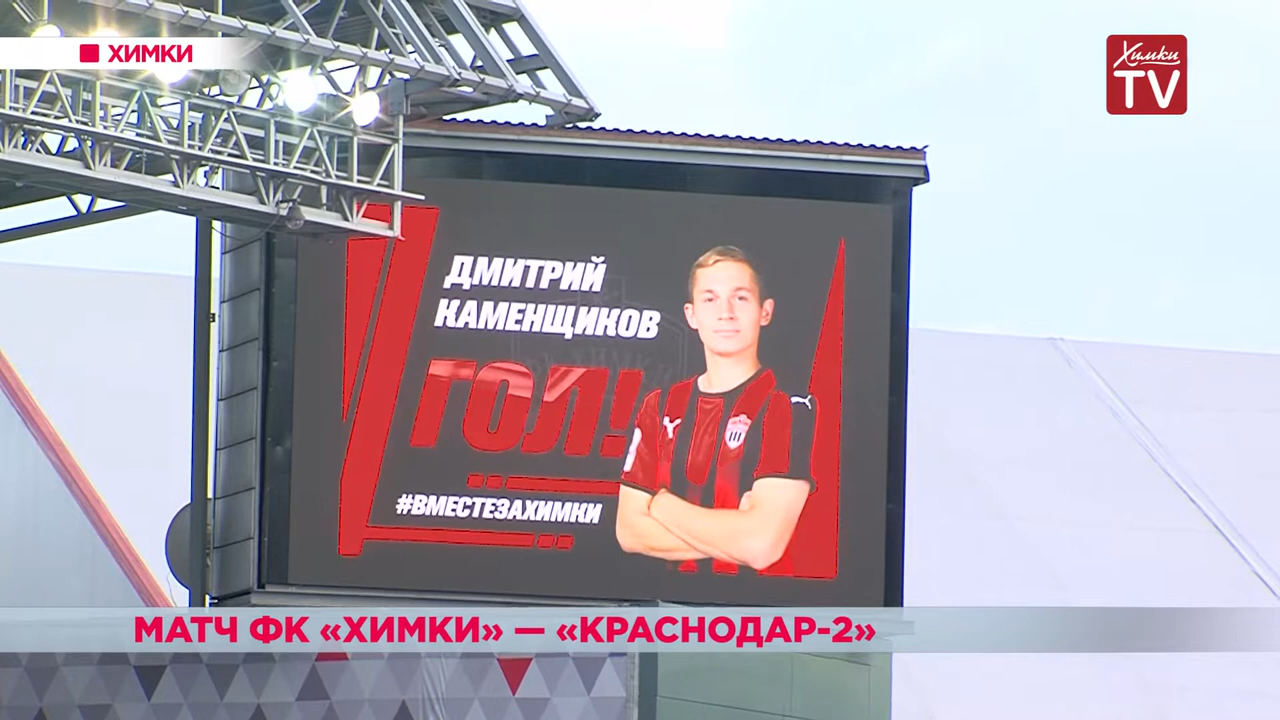 ХИМКИ
Химки
TV
ДМИТРИЙ
КАМЕНЩИКОВ
ГОЛ!
#ВМЕСТЕЗАХИМКИ
МАТЧ ФК «ХИМКИ» — «КРАСНОДАР-2»